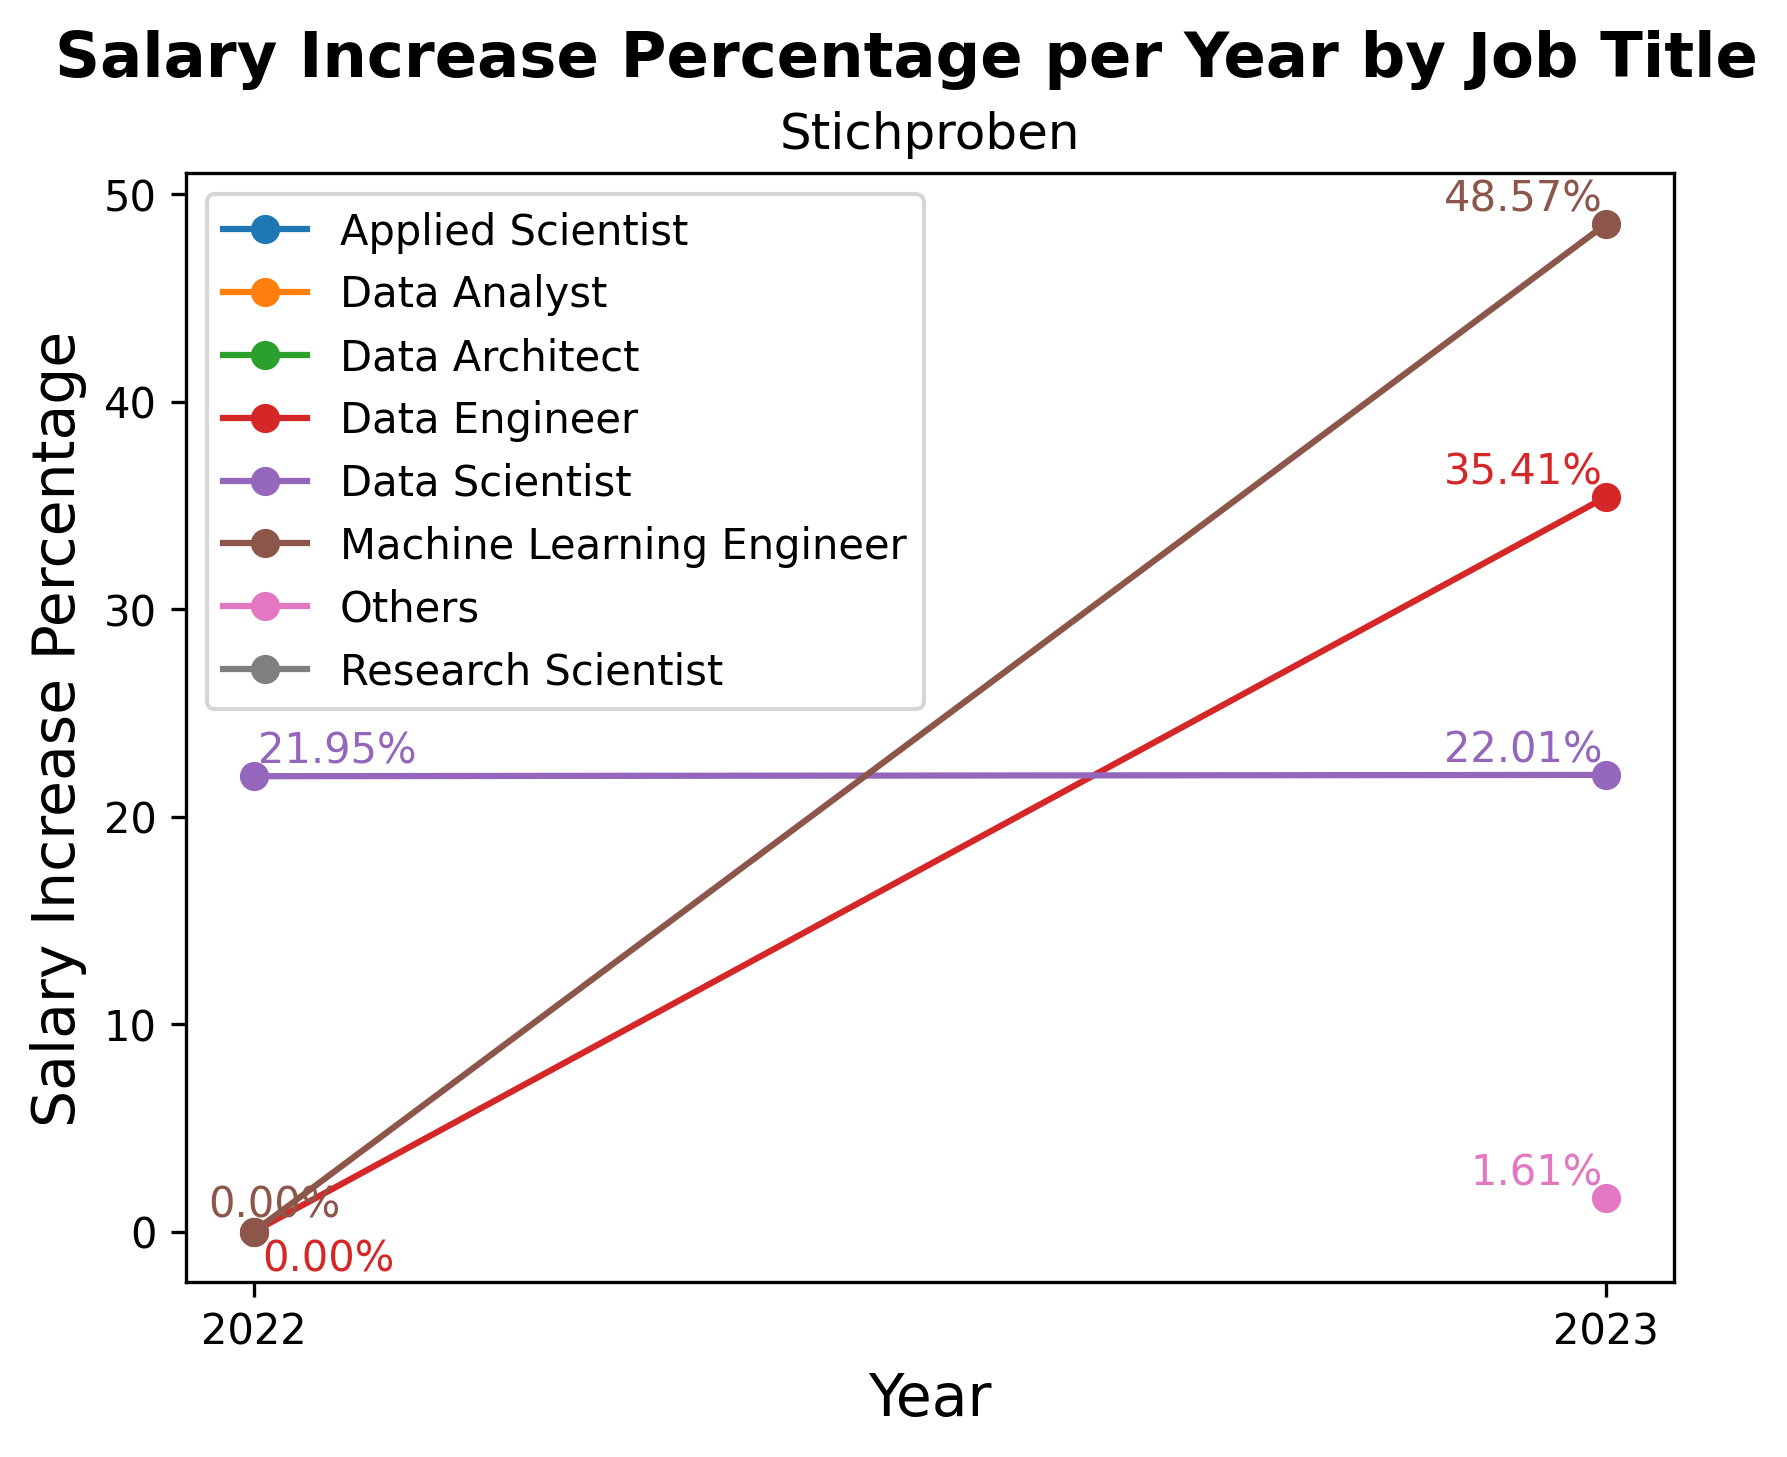 Salary Increase Percentage per Year by Job Title
Stichproben
Salary Increase Percentage
50
40
30
20
10
0
Applied Scientist
Data Analyst
Data Architect
Data Engineer
Data Scientist
Machine Learning Engineer
Others
Research Scientist
48.57%
35.41%
21.95%
22.01%
1.61%
0.00%
0.00%
2022
2023
Year